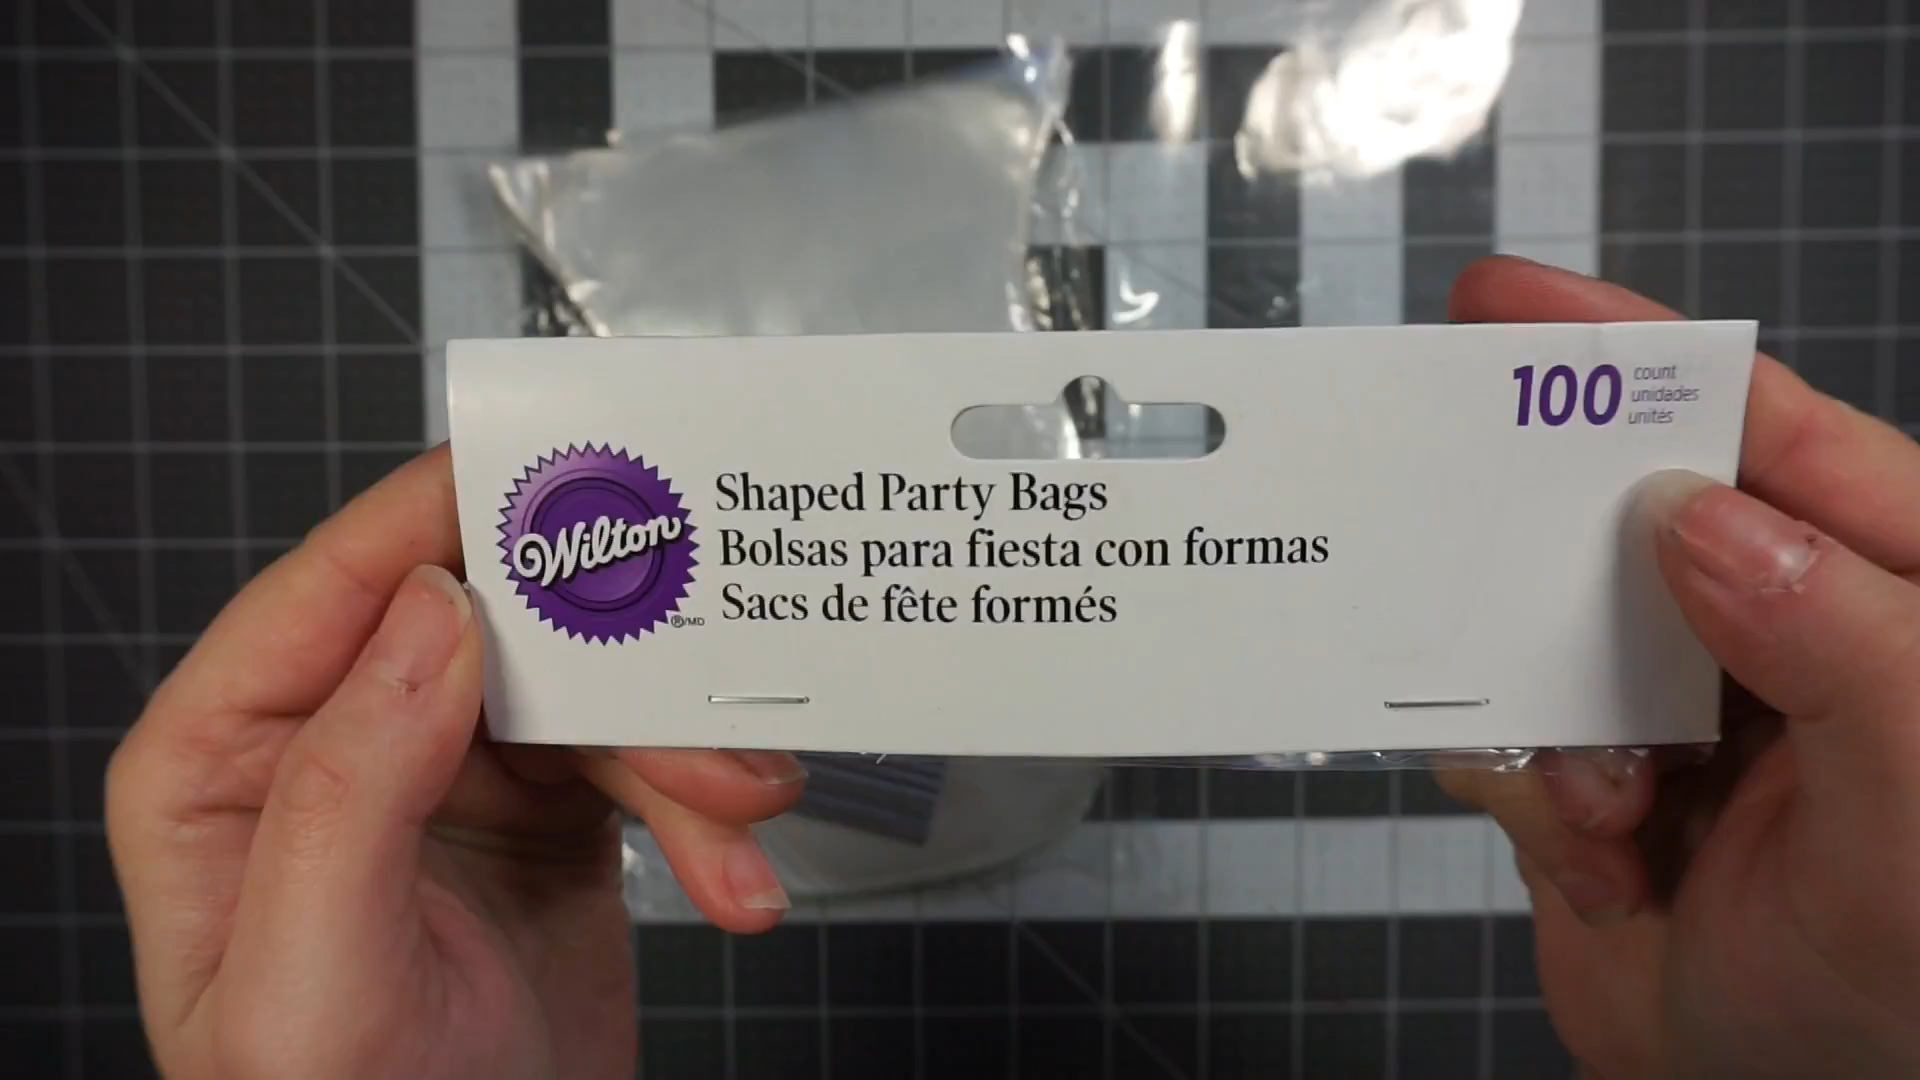 100
count
unidades
unités
Wilton
®/MD
Shaped Party Bags
Bolsas para fiesta con formas
Sacs de fête formés